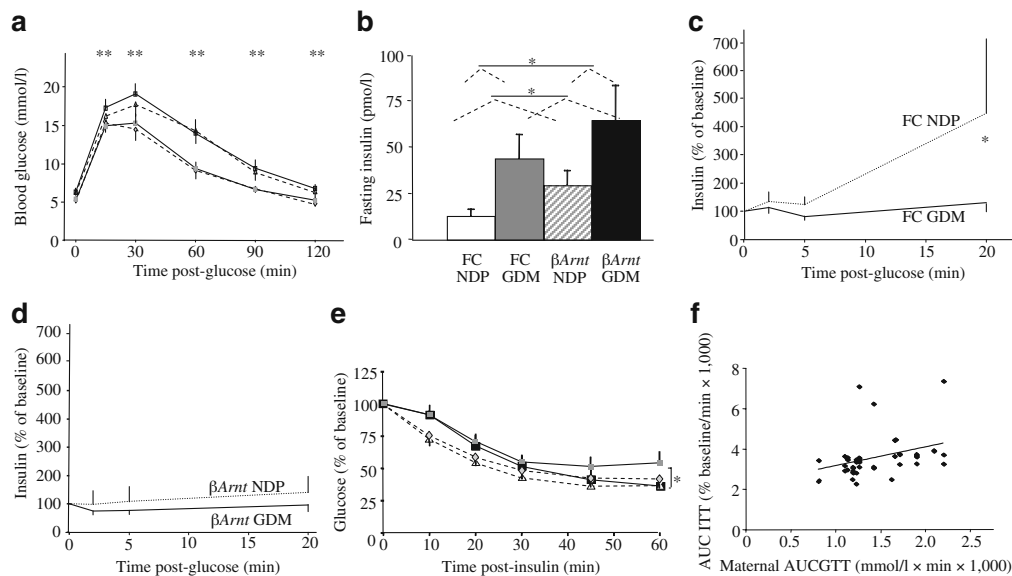 a
** ** ** ** **
Blood glucose (mmol/l)
20
15
10
5
0
0 30 60 90 120
Time post-glucose (min)
b
Fasting insulin (pmo/l)
100
75
50
25
0
*
*
FC NDP
FC GDM
βArnt NDP
βArnt GDM
c
Insulin (% of baseline)
700
600
500
400
300
200
100
0
FC NDP
*
FC GDM
0 5 10 15 20
Time post-glucose (min)
d
Insulin (% of baseline)
700
600
500
400
300
200
100
0
βArnt NDP
βArnt GDM
0 5 10 15 20
Time post-glucose (min)
e
Glucose (% of baseline)
125
100
75
50
25
0
*
0 10 20 30 40 50 60
Time post-insulin (min)
f
AUC ITT (% baseline/min × 1,000)
8
6
4
2
0
0 0.5 1.0 1.5 2.0 2.5
Maternal AUCGTT (mmol/l × min × 1,000)